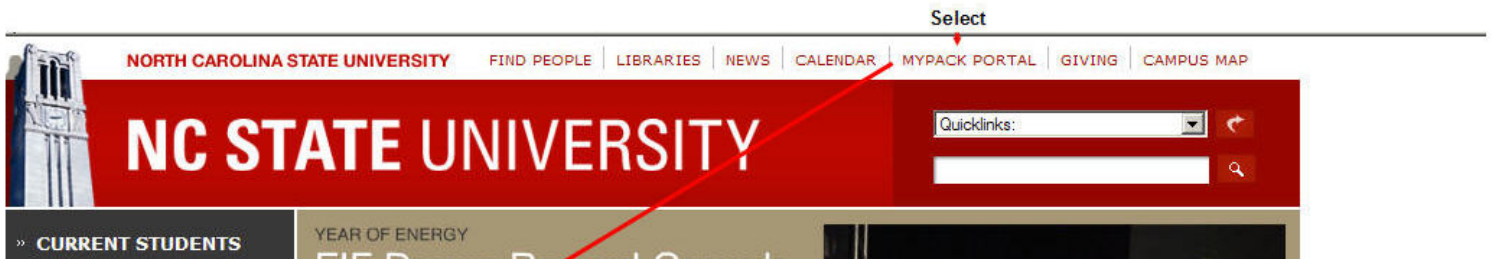 Select
NORTH CAROLINA STATE UNIVERSITY FIND PEOPLE LIBRARIES NEWS CALENDAR MYPACK PORTAL GIVING CAMPUS MAP
NC STATE UNIVERSITY
Quicklinks:
» CURRENT STUDENTS
YEAR OF ENERGY